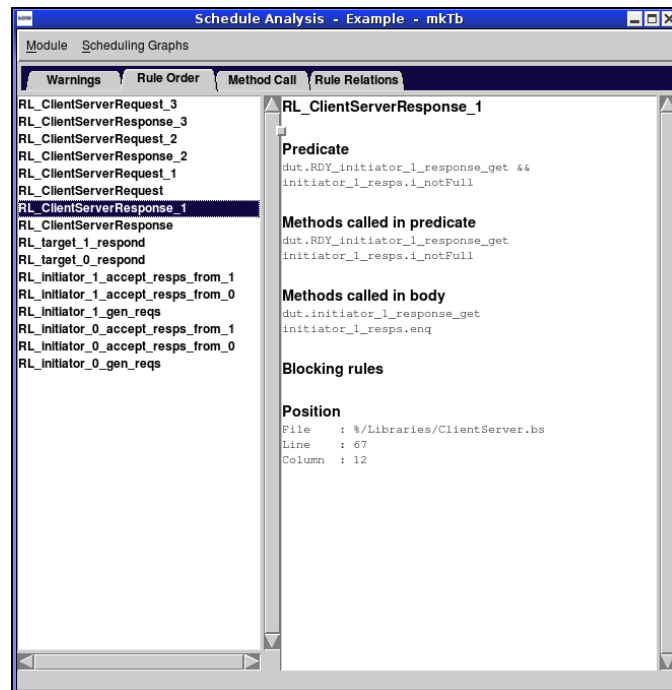 Schedule Analysis - Example - mkTb
Module Scheduling Graphs
Warnings Rule Order Method Call Rule Relations
RL_ClientServerRequest_3
RL_ClientServerResponse_3
RL_ClientServerRequest_2
RL_ClientServerResponse_2
RL_ClientServerRequest_1
RL_ClientServerRequest
RL_ClientServerResponse_1
RL_ClientServerResponse
RL_target_1_respond
RL_target_0_respond
RL_initiator_1_accept_resps_from_1
RL_initiator_1_accept_resps_from_0
RL_initiator_1_gen_reqs
RL_initiator_0_accept_resps_from_1
RL_initiator_0_accept_resps_from_0
RL_initiator_0_gen_reqs
RL_ClientServerResponse_1
Predicate
dut.RDY_initiator_1_response_get &&
initiator_1_resps.i_notFull
Methods called in predicate
dut.RDY_initiator_1_response_get
initiator_1_resps.i_notFull
Methods called in body
dut.initiator_1_response_get
initiator_1_resps.enq
Blocking rules
Position
File : %/Libraries/ClientServer.bs
Line : 67
Column : 12